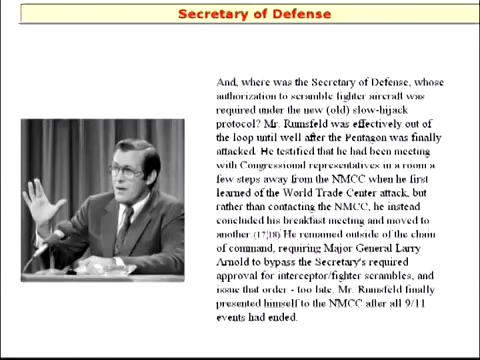 Secretary of Defense
And, where was the Secretary of Defense, whose
authorization to scramble fighter aircraft was
required under the new (old) slow-hijack
protocol? Mr. Rumsfeld was effectively out of
the loop until well after the Pentagon was finally
attacked. He testified that he had been meeting
with Congressional representatives in a room a
few steps away from the NMCC when he first
learned of the World Trade Center attack, but
rather than contacting the NMCC, he instead
concluded his breakfast meeting and moved to
another.(17,18) He remained outside of the chain
of command, requiring Major General Larry
Arnold to bypass the Secretary's required
approval for interceptor/fighter scrambles, and
issue that order - too late. Mr. Rumsfeld finally
presented himself to the NMCC after all 9/11
events had ended.